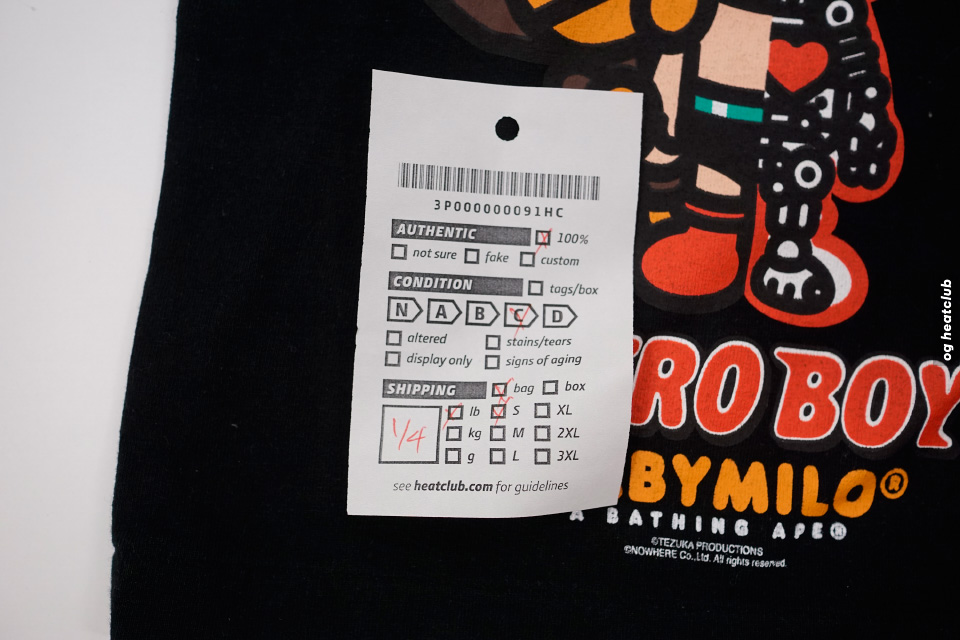 3P000000091HC
AUTHENTIC 100%
not sure fake custom
CONDITION tags/box
N A B C D
altered stains/tears
display only signs of aging
SHIPPING bag box
1/4 lb S XL
kg M 2XL
g L 3XL
see heatclub.com for guidelines
RO BOY
BYMILO®
A BATHING APE®
©TEZUKA PRODUCTIONS
©NOWHERE Co.,Ltd. All rights reserved.
og heatclub